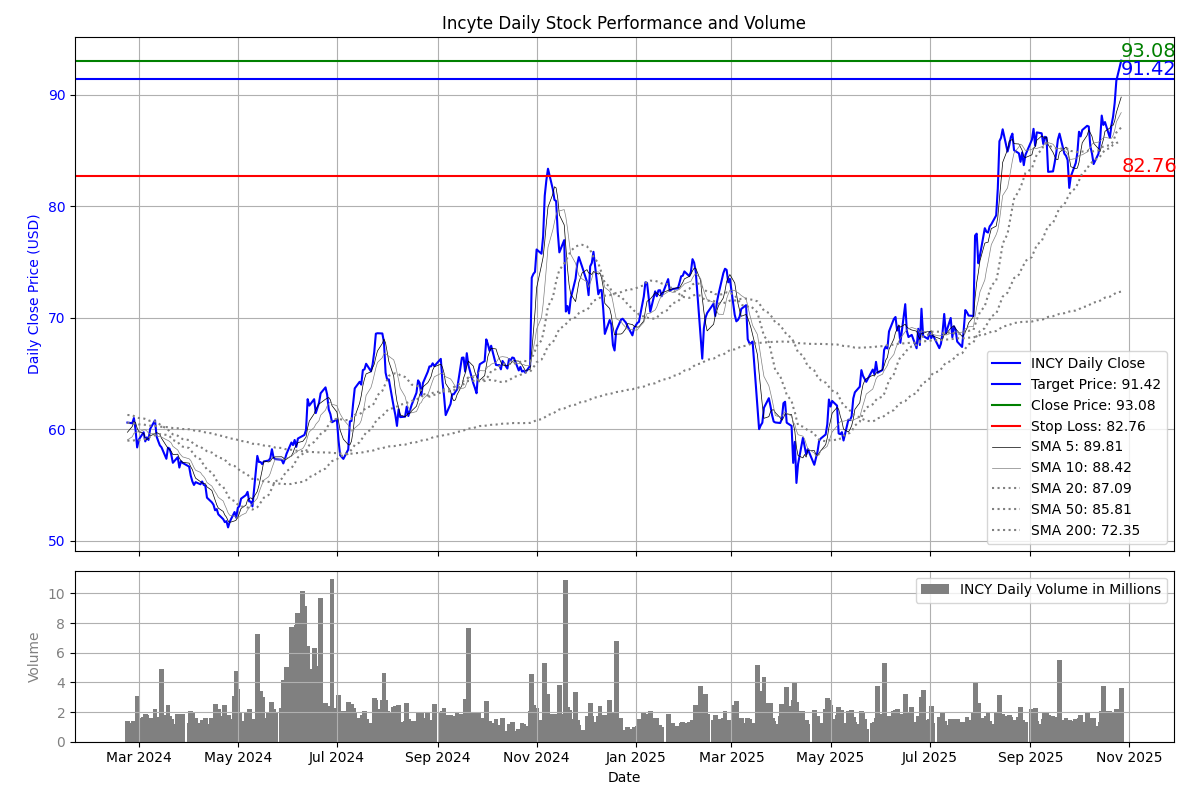 Incyte Daily Stock Performance and Volume
93.08
91.42
90
82.76
80
Daily Close Price (USD)
70
60
50
INCY Daily Close
Target Price: 91.42
Close Price: 93.08
Stop Loss: 82.76
SMA 5: 89.81
SMA 10: 88.42
SMA 20: 87.09
SMA 50: 85.81
SMA 200: 72.35
10
8
6
4
2
0
Volume
INCY Daily Volume in Millions
Mar 2024 May 2024 Jul 2024 Sep 2024 Nov 2024 Jan 2025 Mar 2025 May 2025 Jul 2025 Sep 2025 Nov 2025
Date